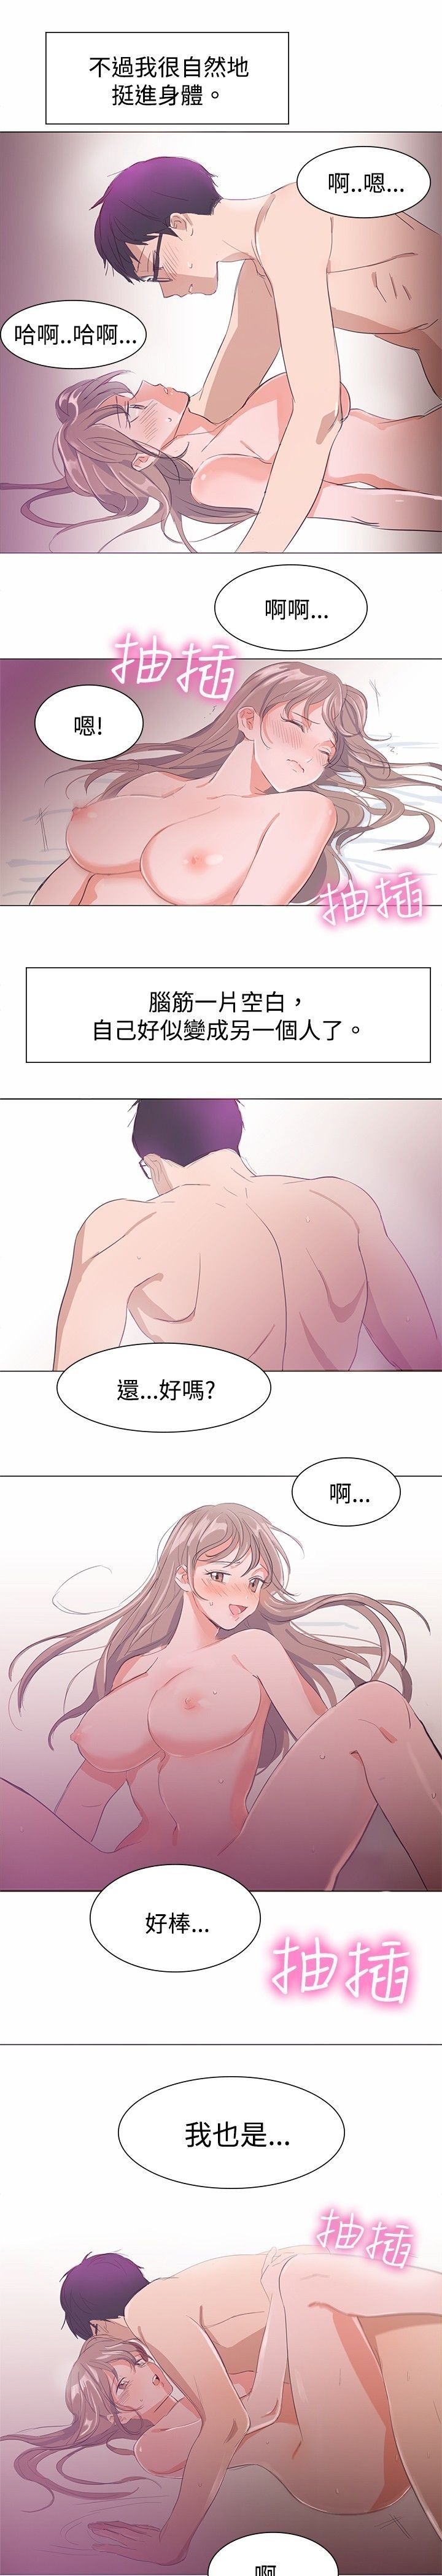 不過我很自然地
挺進身體。
啊..嗯...
哈啊..哈啊...
啊啊...
抽插
嗯!
抽插
腦筋一片空白，
自己好似變成另一個人了。
還...好嗎?
啊...
好棒...
抽插
我也是...
抽插
啊